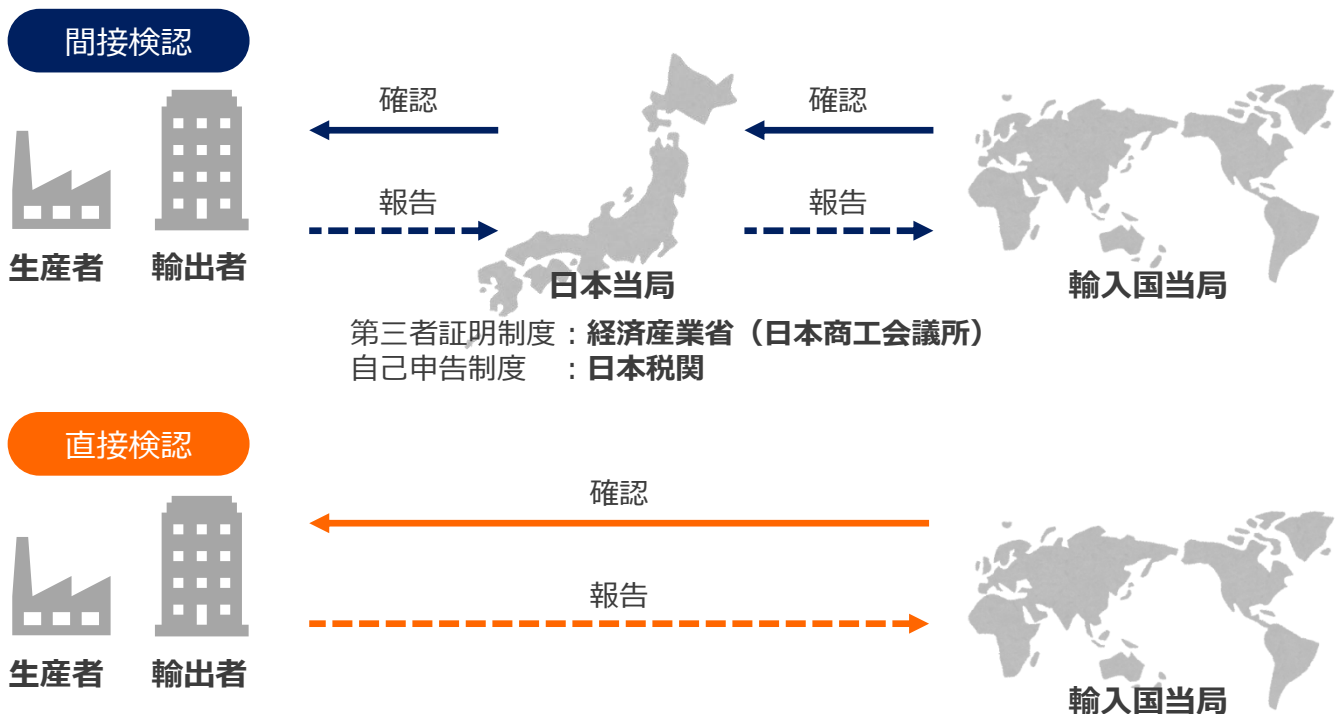 間接検認
確認
確認
報告
報告
生産者
輸出者
日本当局
輸入国当局
第三者証明制度：経済産業省（日本商工会議所）
自己申告制度　：日本税関
直接検認
確認
報告
生産者
輸出者
輸入国当局